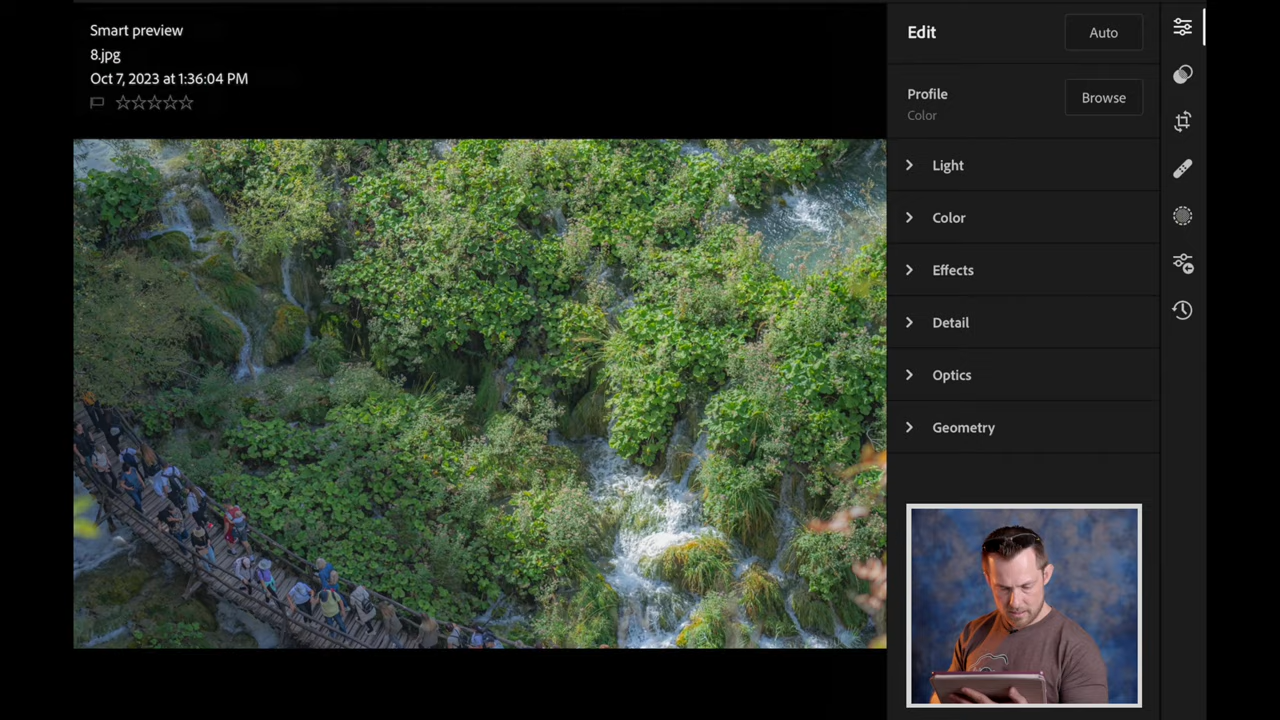 Smart preview
8.jpg
Oct 7, 2023 at 1:36:04 PM
Edit
Auto
Profile
Color
Browse
Light
Color
Effects
Detail
Optics
Geometry